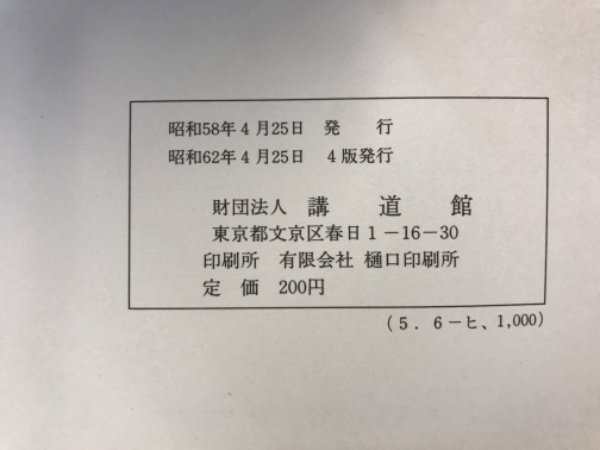 昭和58年4月25日 発 行
昭和62年4月25日 4版発行
財団法人 講 道 館
東京都文京区春日1-16-30
印刷所 有限会社 樋口印刷所
定 価 200円
(5.6-ヒ、1,000)